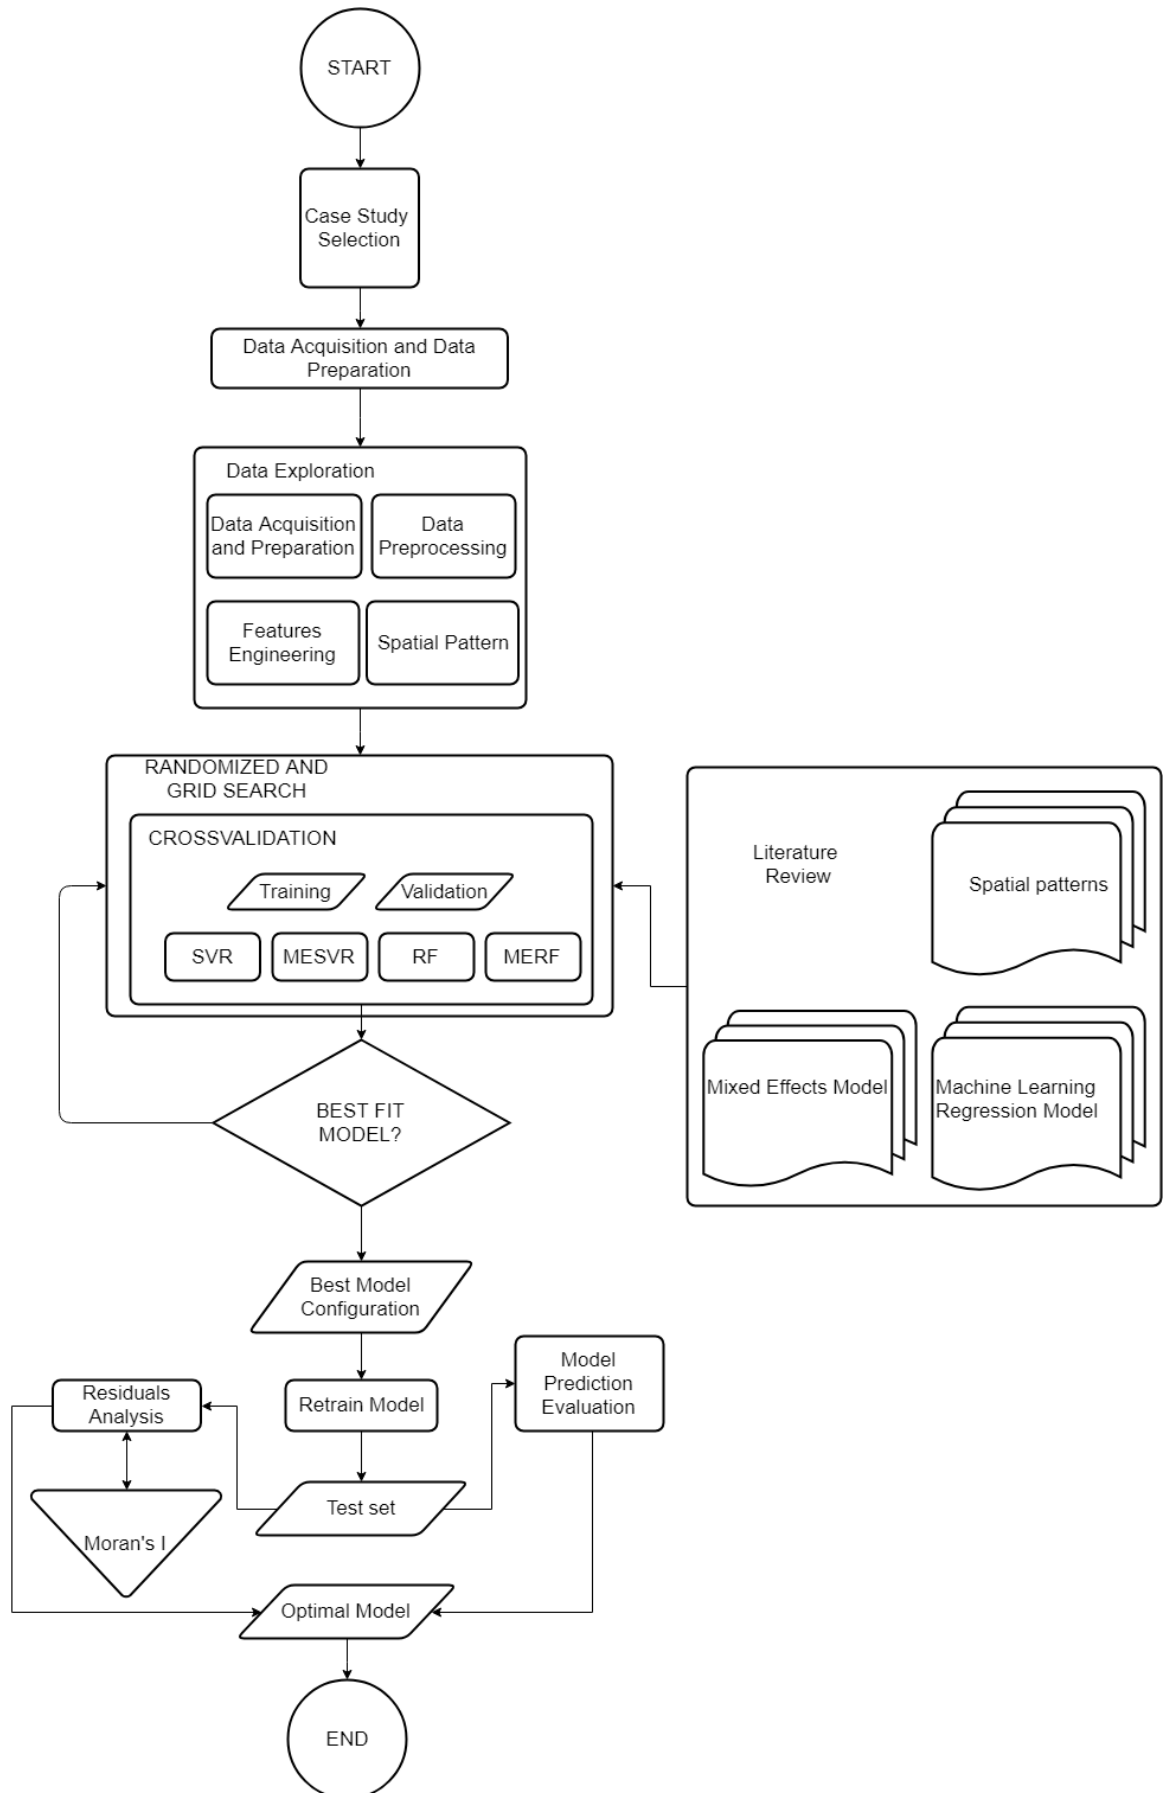 START
Case Study
Selection
Data Acquisition and Data
Preparation
Data Exploration
Data Acquisition
and Preparation
Data
Preprocessing
Features
Engineering
Spatial Pattern
RANDOMIZED AND
GRID SEARCH
CROSSVALIDATION
Training
Validation
SVR
MESVR
RF
MERF
Literature
Review
Spatial patterns
Mixed Effects Model
Machine Learning
Regression Model
BEST FIT
MODEL?
Best Model
Configuration
Model
Prediction
Evaluation
Residuals
Analysis
Retrain Model
Test set
Moran's I
Optimal Model
END